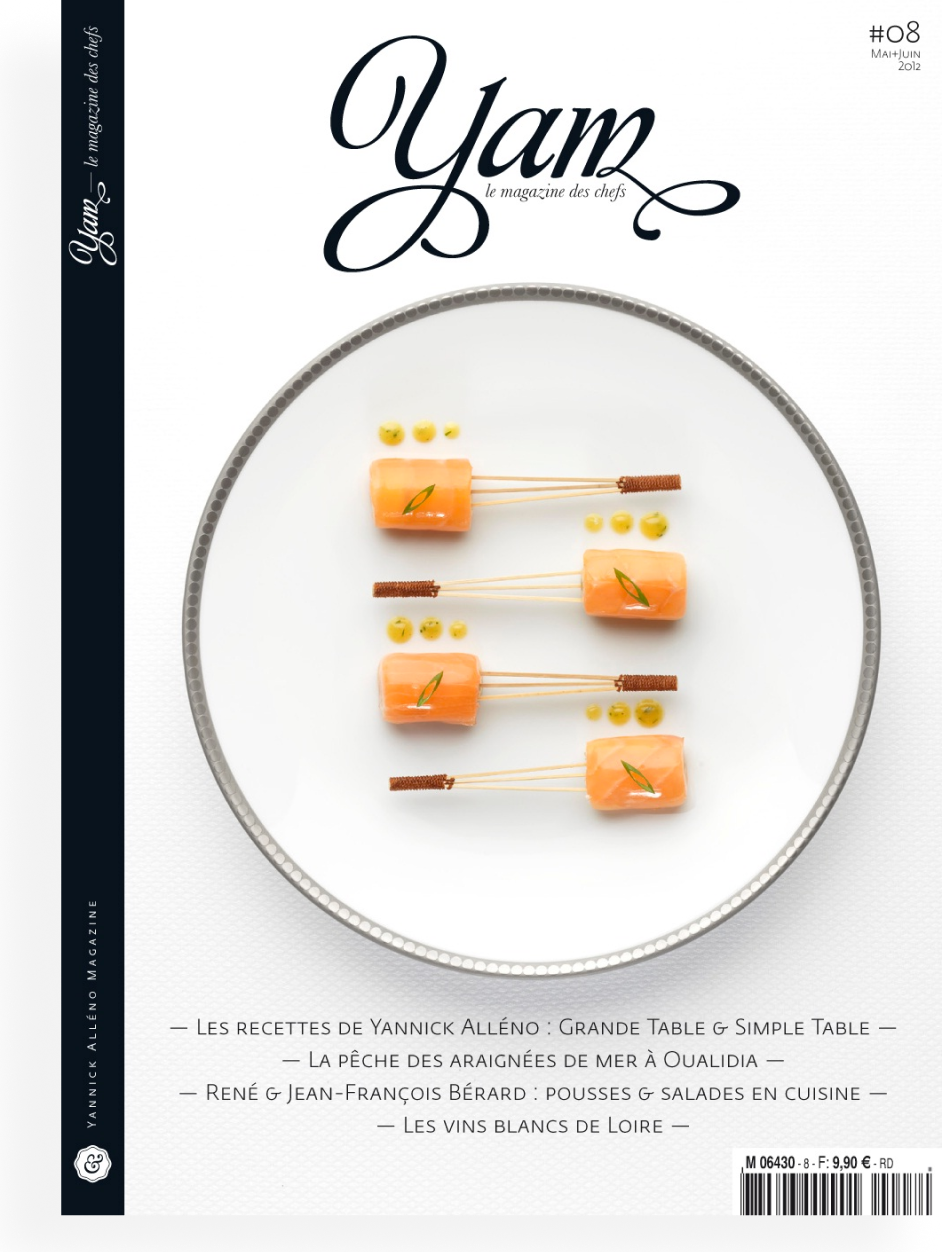 Yam — le magazine des chefs
#08
Mai+Juin
2012
Yam
le magazine des chefs
— Les recettes de Yannick Alléno : Grande Table & Simple Table —
— La pêche des araignées de mer à Oualidia —
— René & Jean-François Bérard : pousses & salades en cuisine —
— Les vins blancs de Loire —
Yannick Alléno Magazine
&
M 06430 - 8 - F: 9,90 € - RD